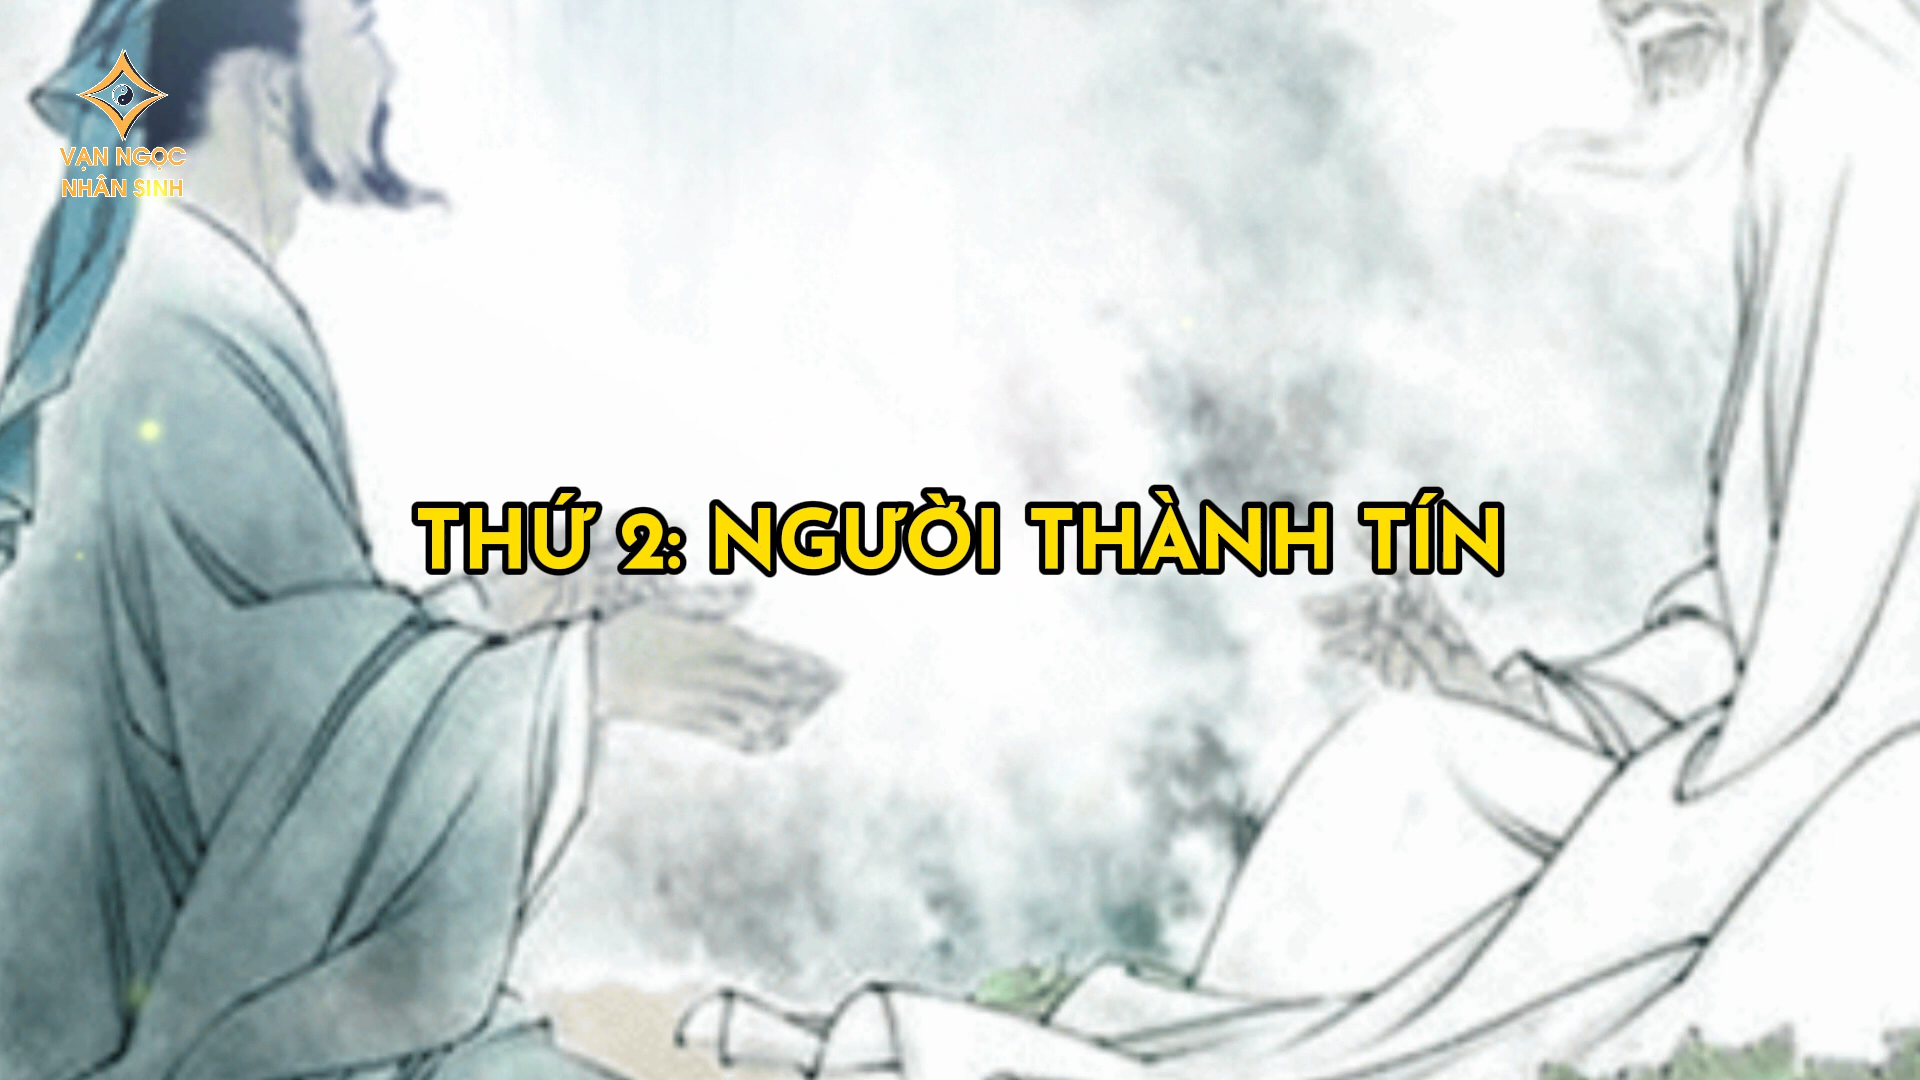 VẠN NGỌC
NHÂN SINH
THỨ 2: NGƯỜI THÀNH TÍN